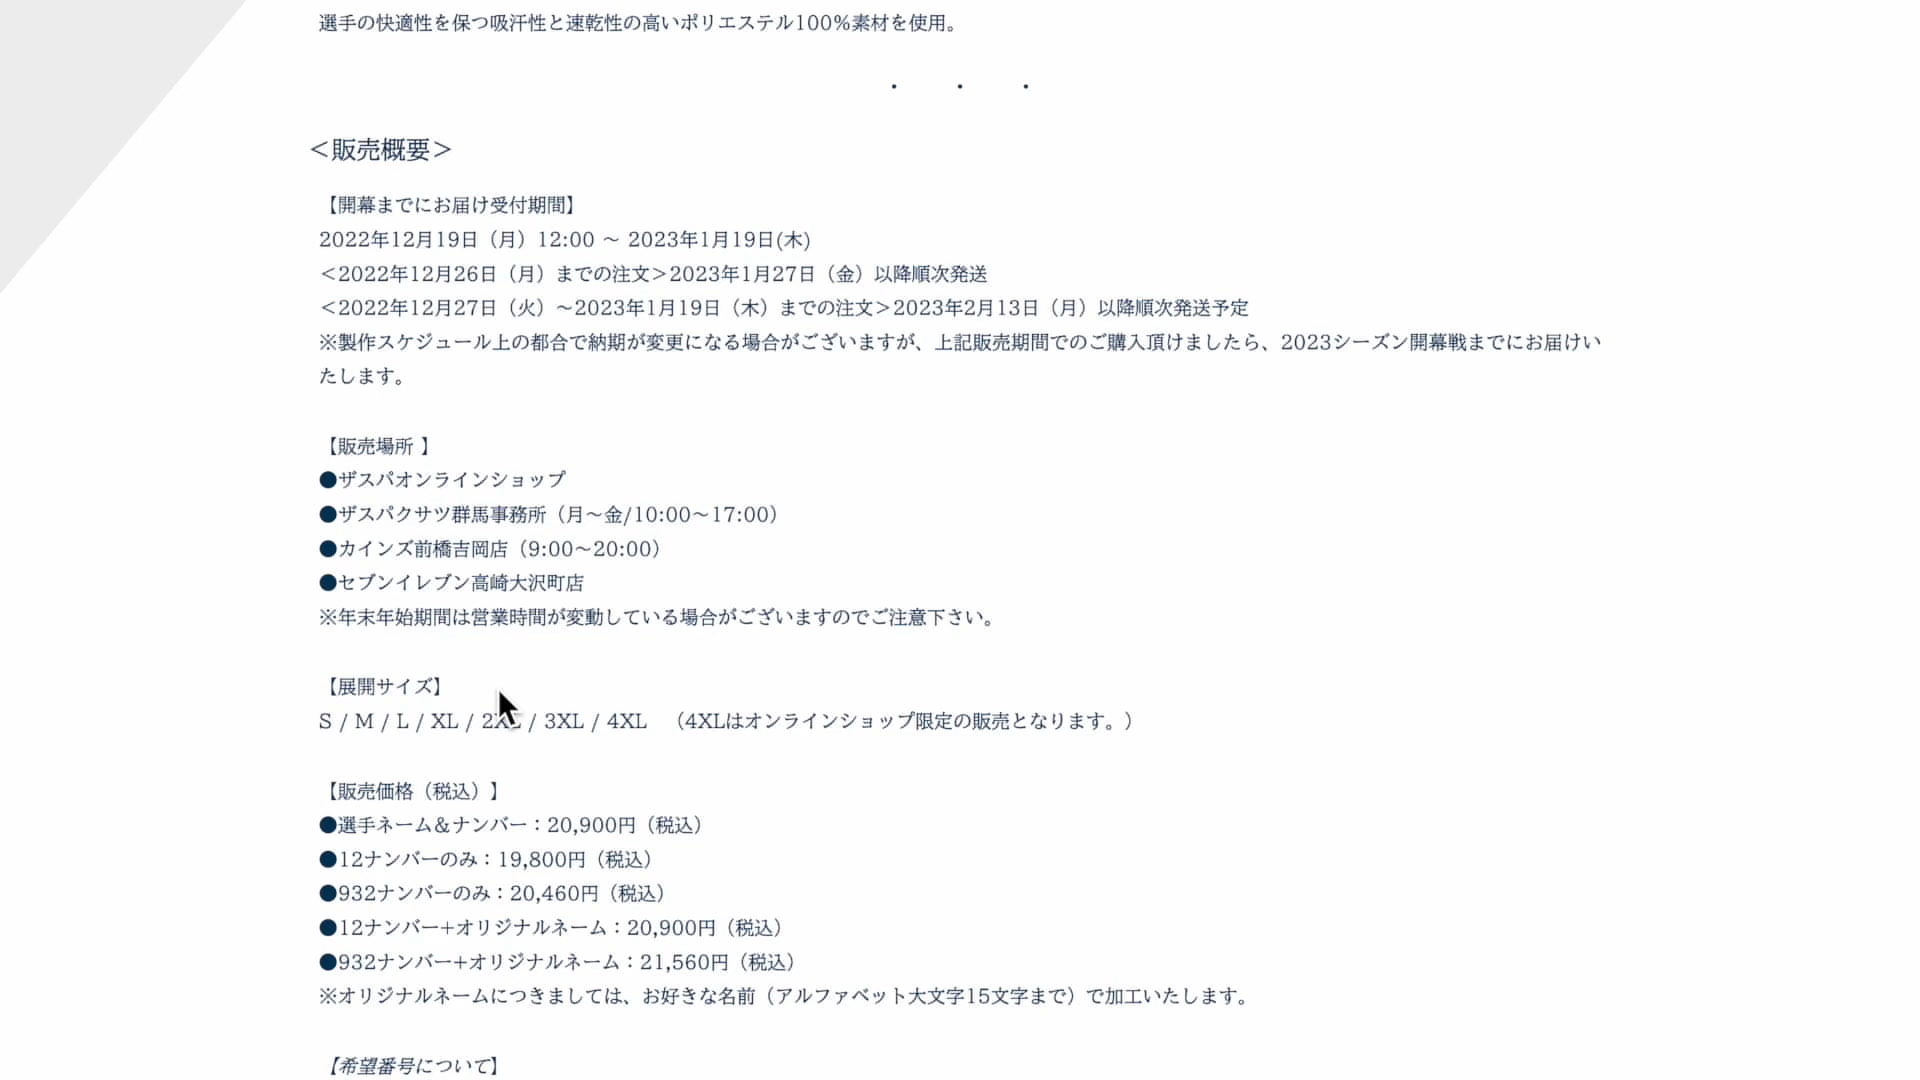 選手の快適性を保つ吸汗性と速乾性の高いポリエステル100%素材を使用。
・　・　・
＜販売概要＞
【開幕までにお届け受付期間】
2022年12月19日（月）12:00 ～ 2023年1月19日(木)
＜2022年12月26日（月）までの注文＞2023年1月27日（金）以降順次発送
＜2022年12月27日（火）～2023年1月19日（木）までの注文＞2023年2月13日（月）以降順次発送予定
※製作スケジュール上の都合で納期が変更になる場合がございますが、上記販売期間でのご購入頂けましたら、2023シーズン開幕戦までにお届けい
たします。
【販売場所 】
●ザスパオンラインショップ
●ザスパクサツ群馬事務所（月～金/10:00～17:00）
●カインズ前橋吉岡店（9:00～20:00）
●セブンイレブン高崎大沢町店
※年末年始期間は営業時間が変動している場合がございますのでご注意下さい。
【展開サイズ】
S / M / L / XL / 2XL / 3XL / 4XL　（4XLはオンラインショップ限定の販売となります。）
【販売価格（税込）】
●選手ネーム＆ナンバー：20,900円（税込）
●12ナンバーのみ：19,800円（税込）
●932ナンバーのみ：20,460円（税込）
●12ナンバー+オリジナルネーム：20,900円（税込）
●932ナンバー+オリジナルネーム：21,560円（税込）
※オリジナルネームにつきましては、お好きな名前（アルファベット大文字15文字まで）で加工いたします。
【希望番号について】